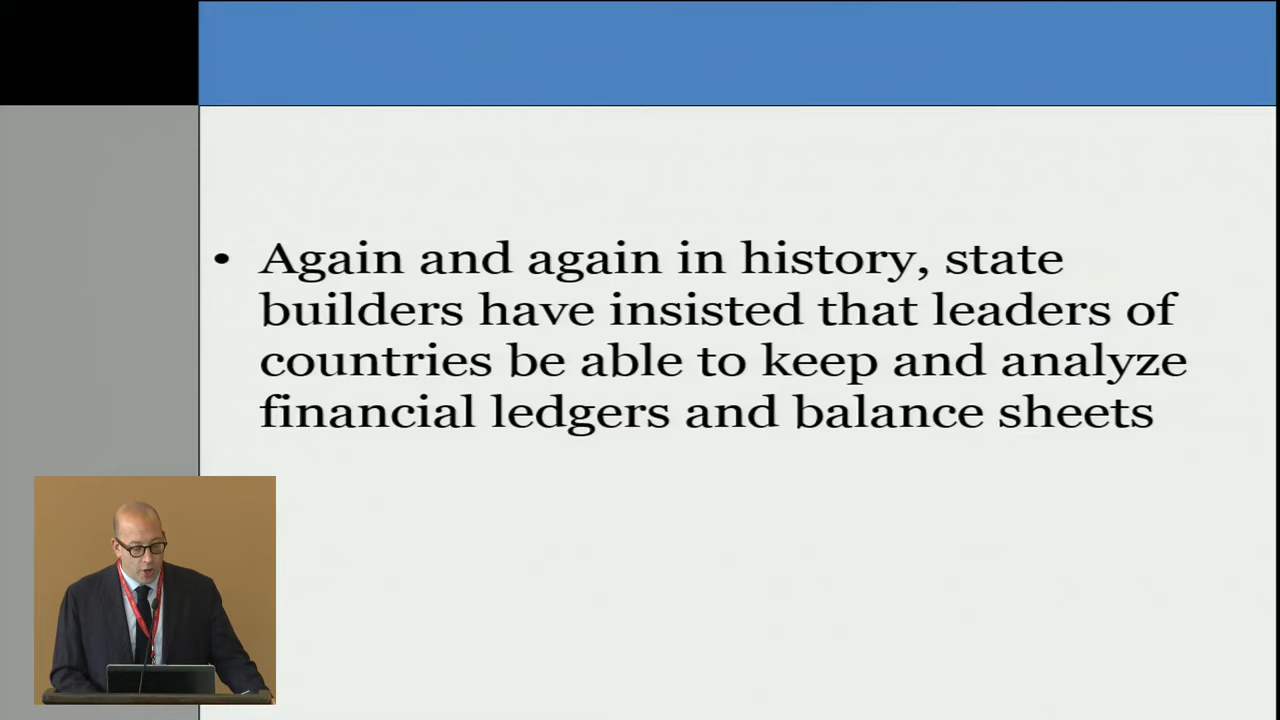 • Again and again in history, state
builders have insisted that leaders of
countries be able to keep and analyze
financial ledgers and balance sheets